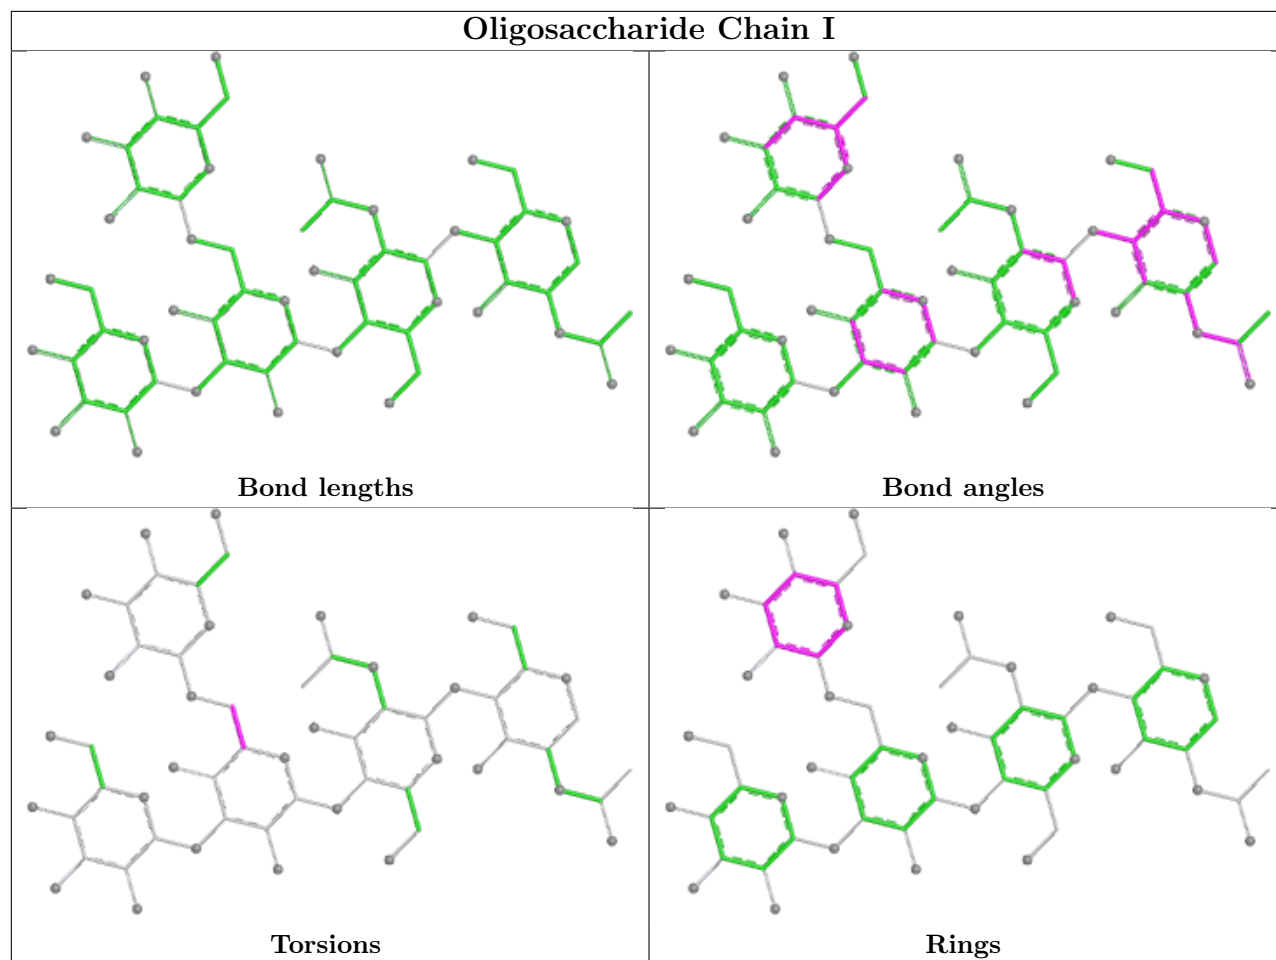 Oligosaccharide Chain I
Bond lengths
Bond angles
Torsions
Rings